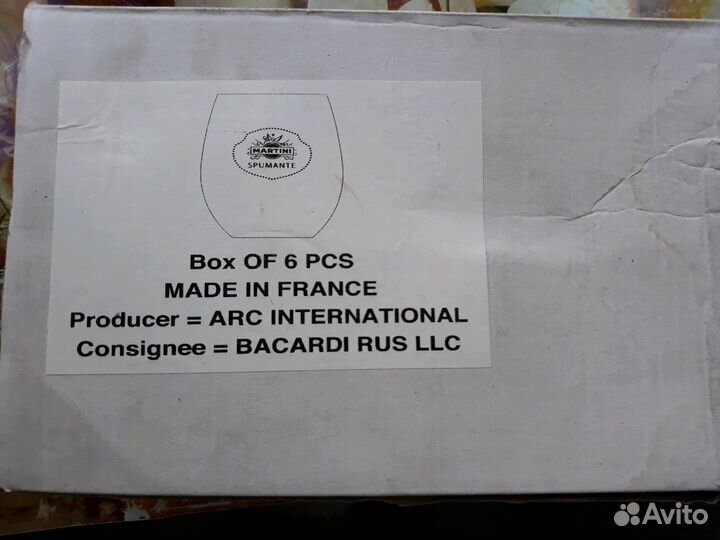 MARTINI
SPUMANTE
Box OF 6 PCS
MADE IN FRANCE
Producer = ARC INTERNATIONAL
Consignee = BACARDI RUS LLC
Avito